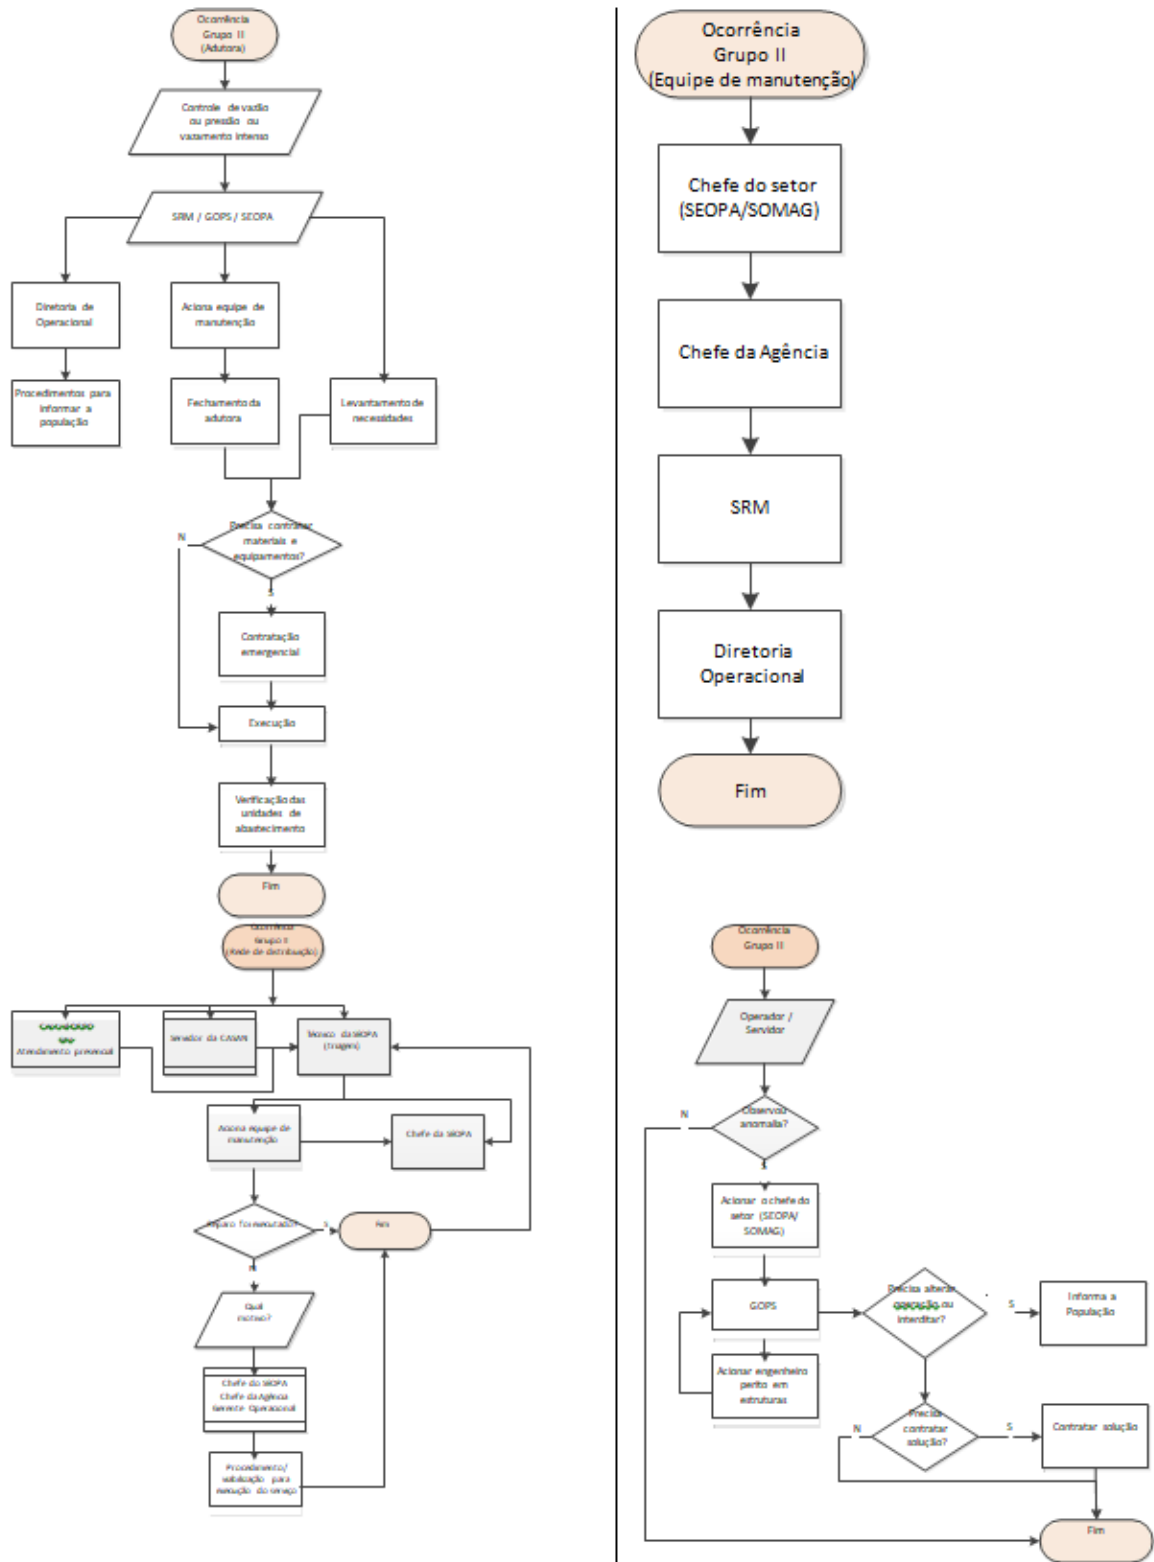 Ocorrência
Grupo II
(Adutora)
Controle de vazão
ou pressão ou
vazamento intenso
SRM / GOPS / SEOPA
Diretoria de
Operacional
Aciona equipe de
manutenção
Procedimentos para
informar a
população
Fechamento da
adutora
Levantamento de
necessidades
Precisa contratar
materiais e
equipamentos?
N
S
Contratação
emergencial
Execução
Verificação das
unidades de
abastecimento
Fim
Ocorrência
Grupo II
(Rede de distribuição)
Atendimento presencial
Servidor da CASAN
Técnico da SEOPA
(triagem)
Aciona equipe de
manutenção
Chefe da SEOPA
Reparo foi executado?
S
Fim
N
Qual
motivo?
Chefe do SEOPA
Chefe da Agência
Gerente Operacional
Procedimento/
viabilização para
execução do serviço
Ocorrência
Grupo II
(Equipe de manutenção)
Chefe do setor
(SEOPA/SOMAG)
Chefe da Agência
SRM
Diretoria
Operacional
Fim
Ocorrência
Grupo II
Operador /
Servidor
N
Observou
anomalia?
S
Acionar o chefe do
setor (SEOPA/
SOMAG)
GOPS
Precisa alterar
operação ou
interditar?
S
Informa a
População
Acionar engenheiro
perito em
estruturas
N
Precisa
contratar
solução?
S
Contratar solução
Fim